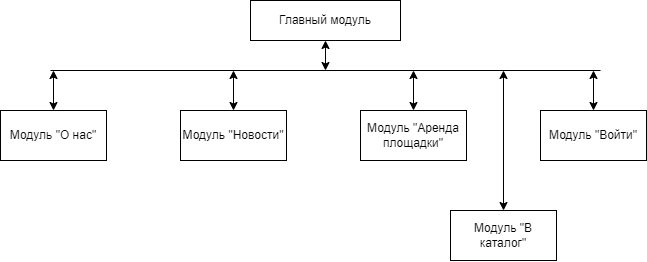 Главный модуль
Модуль "О нас"
Модуль "Новости"
Модуль "Аренда
площадки"
Модуль "Войти"
Модуль "В
каталог"